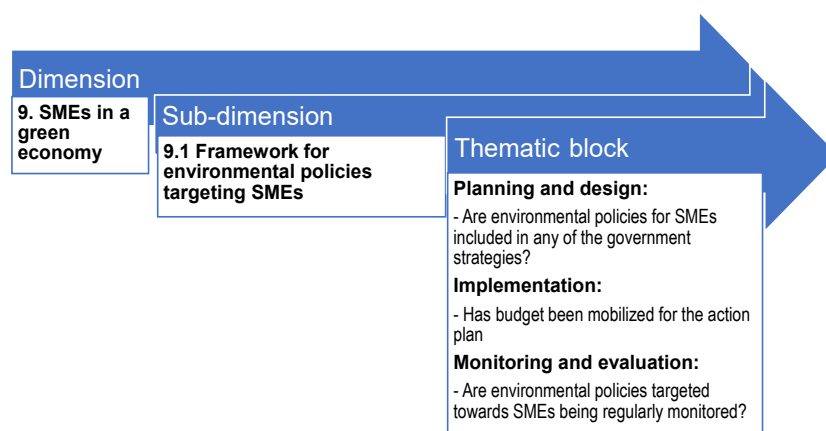 Dimension
9. SMEs in a
green
economy
Sub-dimension
9.1 Framework for
environmental policies
targeting SMEs
Thematic block
Planning and design:
- Are environmental policies for SMEs
included in any of the government
strategies?
Implementation:
- Has budget been mobilized for the action
plan
Monitoring and evaluation:
- Are environmental policies targeted
towards SMEs being regularly monitored?